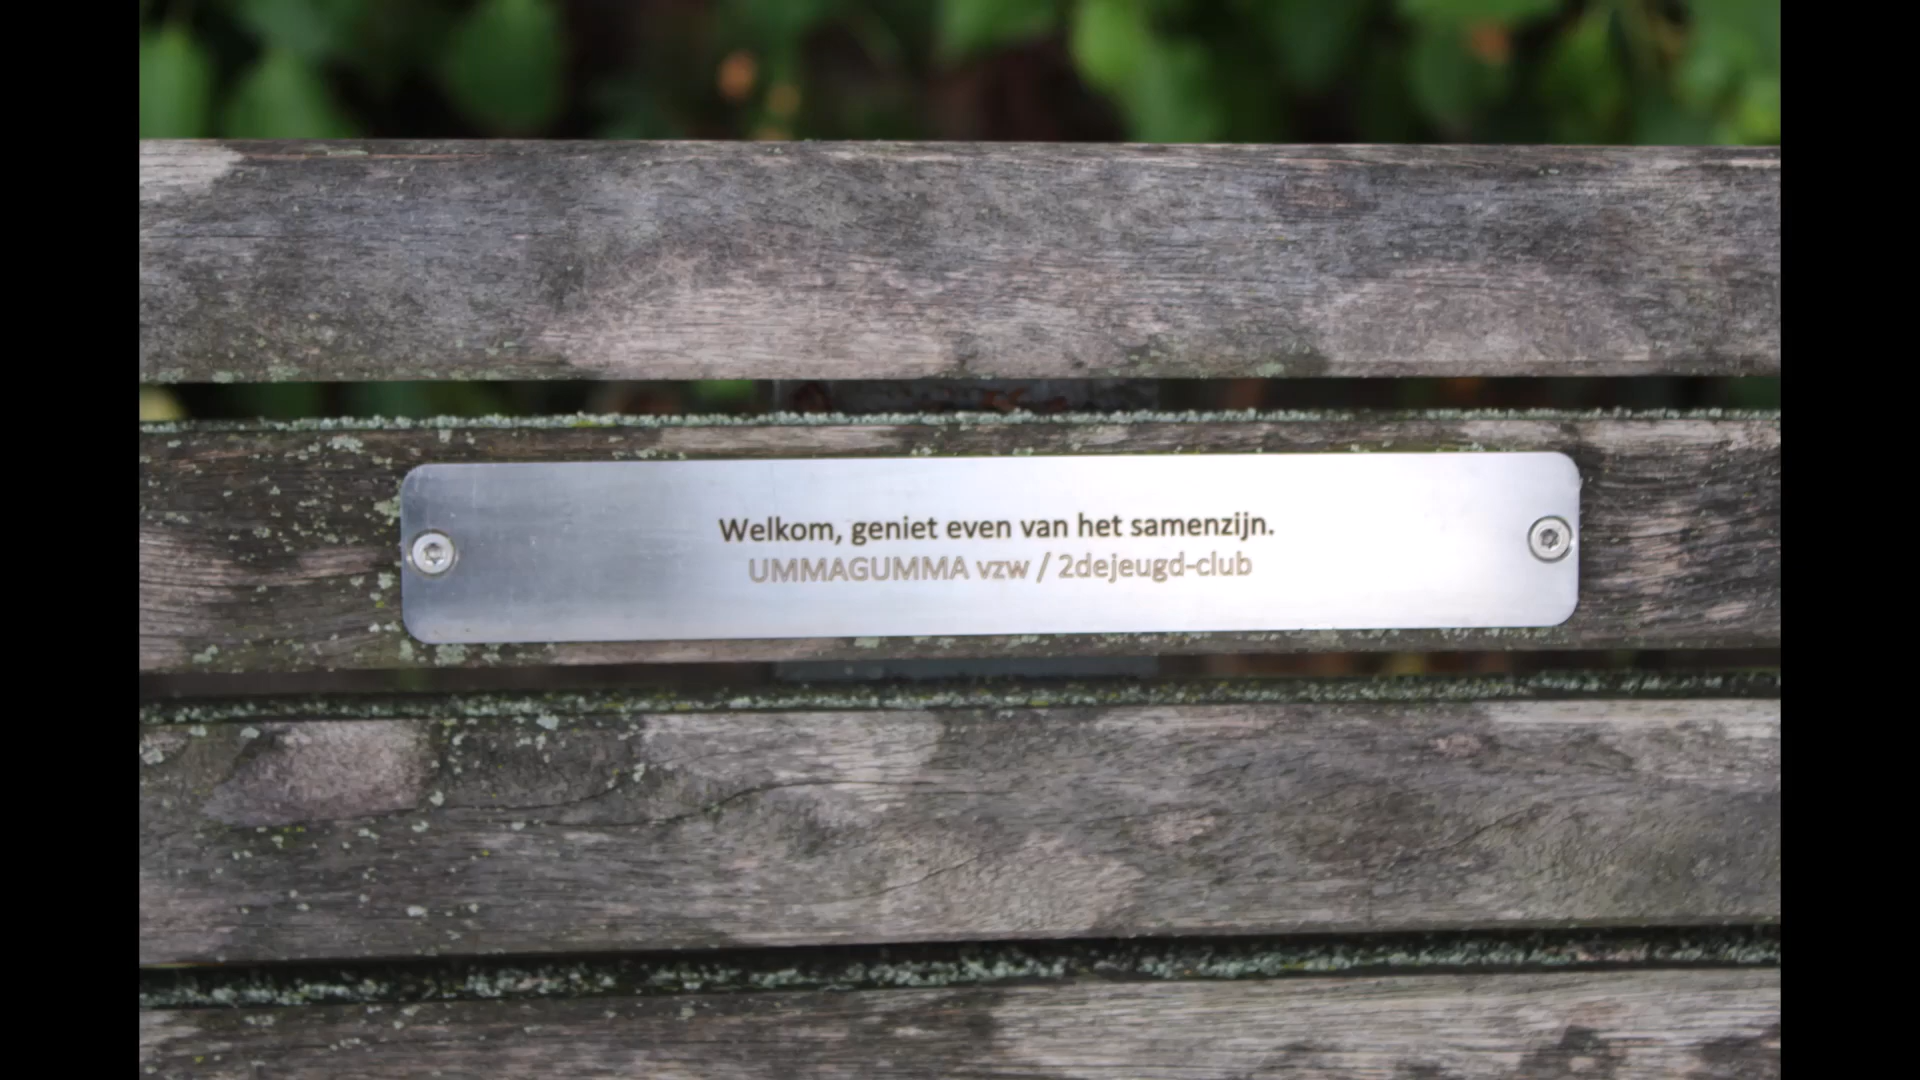 Welkom, geniet even van het samenzijn.
UMMAGUMMA vzw / 2dejeugd-club